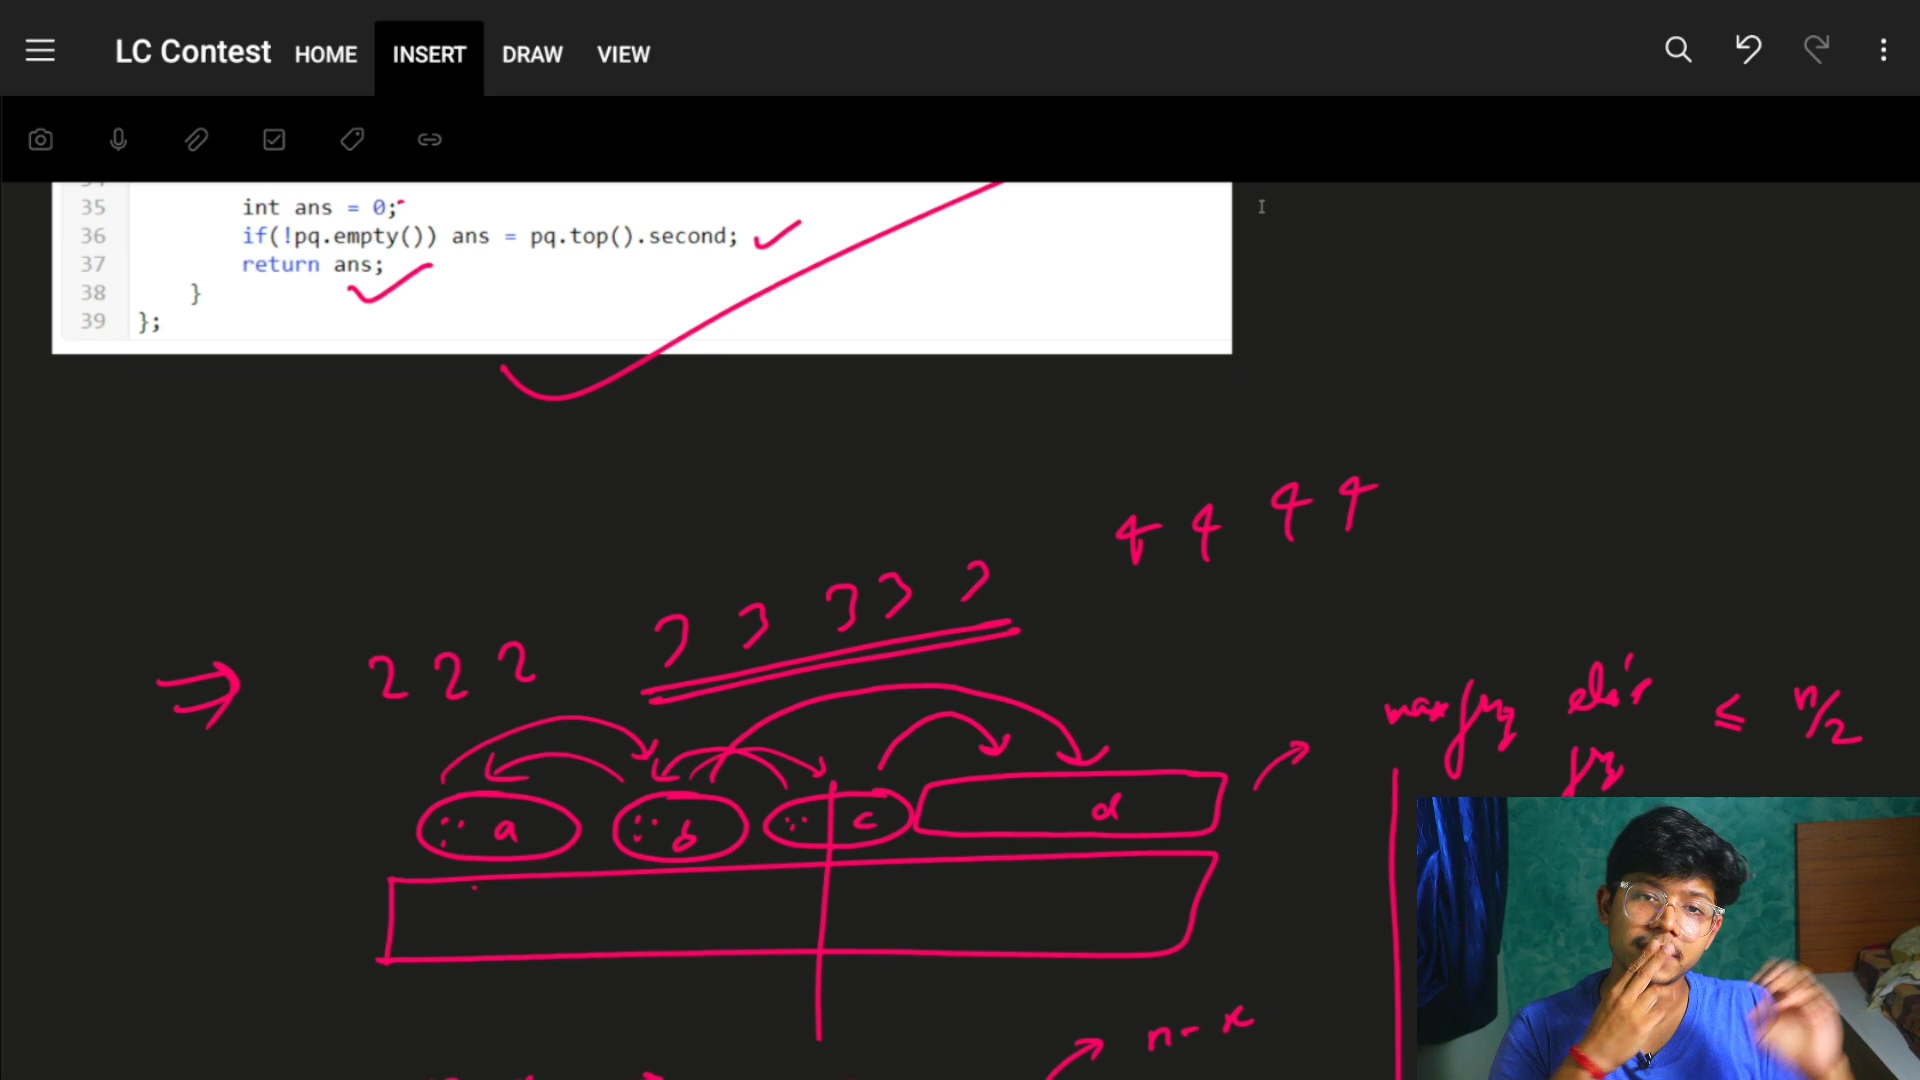 LC Contest HOME INSERT DRAW VIEW
35 int ans = 0;
36 if(!pq.empty()) ans = pq.top().second;
37 return ans;
38 }
39 };
4 4 4 4
3 3 3 3 3
⇒ 2 2 2
max freq ele's ≤ n/2
a b c d
n - x